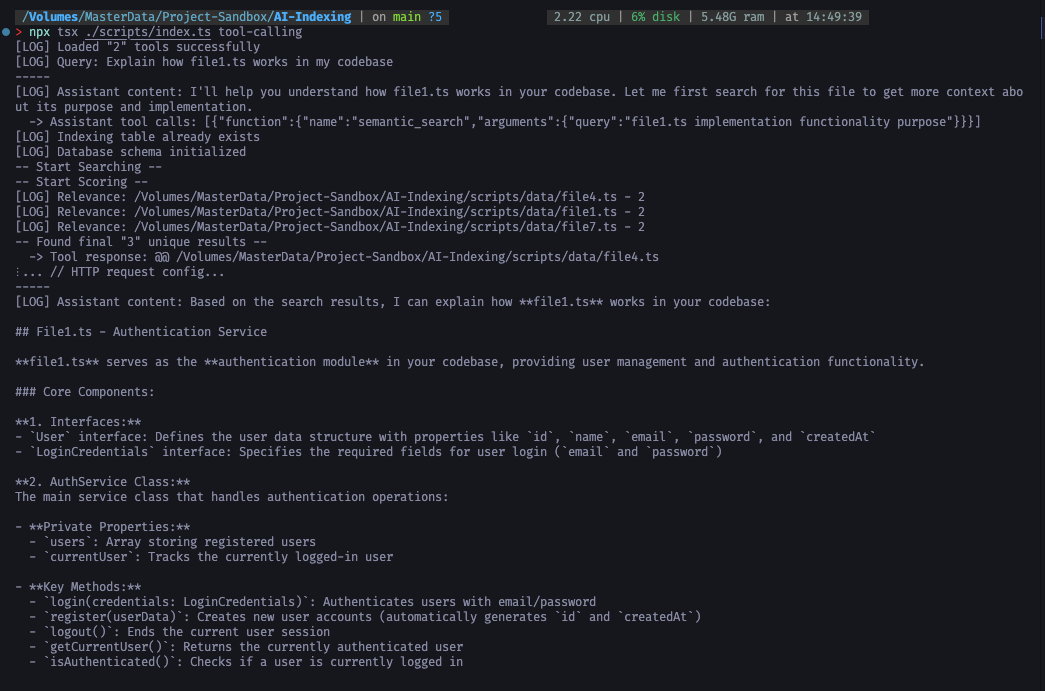 /Volumes/MasterData/Project-Sandbox/AI-Indexing | on main ?5
2.22 cpu | 6% disk | 5.48G ram | at 14:49:39
> npx tsx ./scripts/index.ts tool-calling
[LOG] Loaded "2" tools successfully
[LOG] Query: Explain how file1.ts works in my codebase
-----
[LOG] Assistant content: I'll help you understand how file1.ts works in your codebase. Let me first search for this file to get more context abo
ut its purpose and implementation.
-> Assistant tool calls: [{"function":{"name":"semantic_search","arguments":{"query":"file1.ts implementation functionality purpose"}}}]
[LOG] Indexing table already exists
[LOG] Database schema initialized
-- Start Searching --
-- Start Scoring --
[LOG] Relevance: /Volumes/MasterData/Project-Sandbox/AI-Indexing/scripts/data/file4.ts - 2
[LOG] Relevance: /Volumes/MasterData/Project-Sandbox/AI-Indexing/scripts/data/file1.ts - 2
[LOG] Relevance: /Volumes/MasterData/Project-Sandbox/AI-Indexing/scripts/data/file7.ts - 2
-- Found final "3" unique results --
-> Tool response: @@ /Volumes/MasterData/Project-Sandbox/AI-Indexing/scripts/data/file4.ts
⋮... // HTTP request config...
-----
[LOG] Assistant content: Based on the search results, I can explain how **file1.ts** works in your codebase:
## File1.ts - Authentication Service
**file1.ts** serves as the **authentication module** in your codebase, providing user management and authentication functionality.
### Core Components:
**1. Interfaces:**
- `User` interface: Defines the user data structure with properties like `id`, `name`, `email`, `password`, and `createdAt`
- `LoginCredentials` interface: Specifies the required fields for user login (`email` and `password`)
**2. AuthService Class:**
The main service class that handles authentication operations:
- **Private Properties:**
- `users`: Array storing registered users
- `currentUser`: Tracks the currently logged-in user
- **Key Methods:**
- `login(credentials: LoginCredentials)`: Authenticates users with email/password
- `register(userData)`: Creates new user accounts (automatically generates `id` and `createdAt`)
- `logout()`: Ends the current user session
- `getCurrentUser()`: Returns the currently authenticated user
- `isAuthenticated()`: Checks if a user is currently logged in